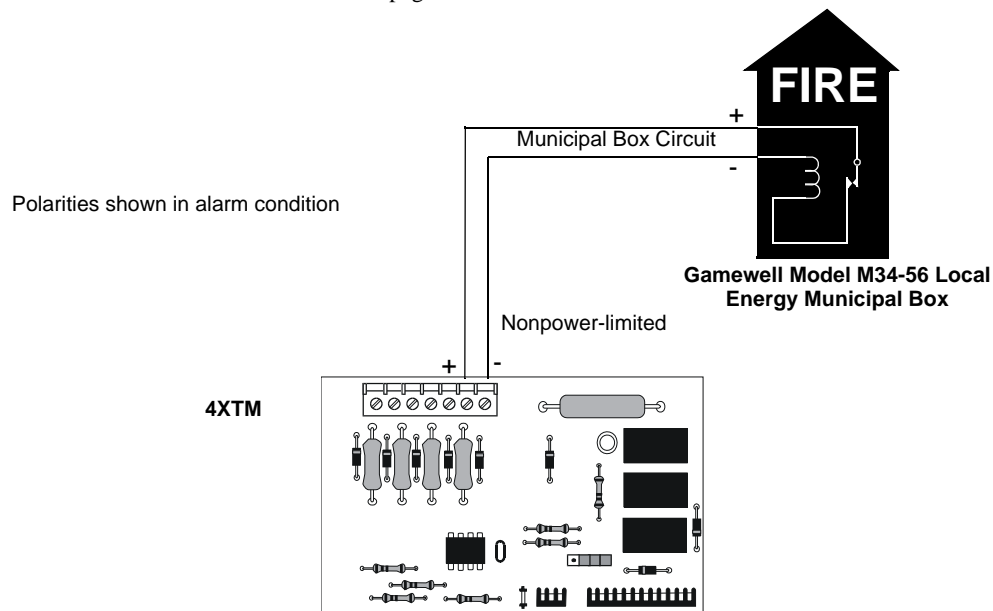 FIRE
+
Municipal Box Circuit
-
Polarities shown in alarm condition
Gamewell Model M34-56 Local
Energy Municipal Box
Nonpower-limited
+ -
4XTM